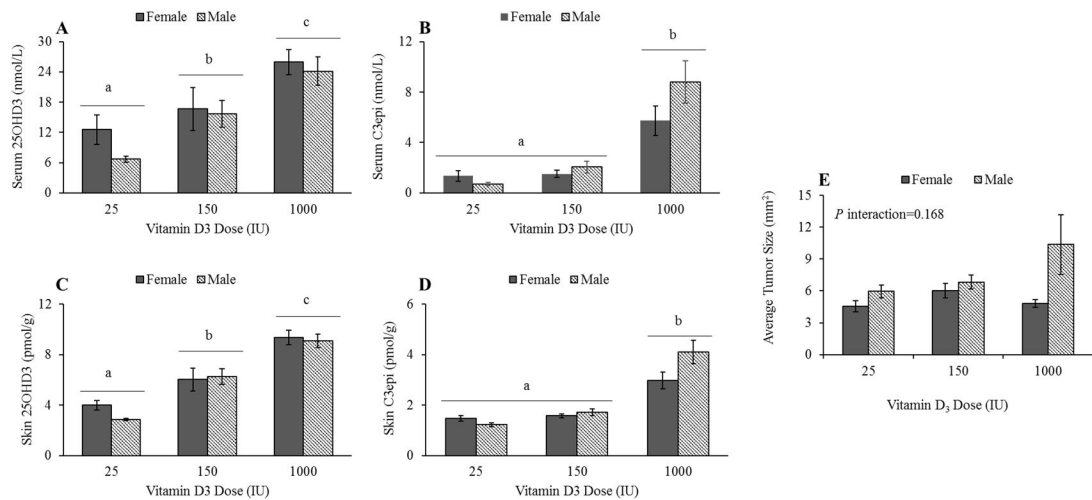 A
Female Male
Serum 25OHD3 (nmol/L)
30
24
18
12
6
0
a
b
c
25 150 1000
Vitamin D3 Dose (IU)
B
Female Male
Serum C3epi (nmol/L)
12
8
4
0
a
b
25 150 1000
Vitamin D3 Dose (IU)
C
Female Male
Skin 25OHD3 (pmol/g)
12
8
4
0
a
b
c
25 150 1000
Vitamin D3 Dose (IU)
D
Female Male
Skin C3epi (pmol/g)
6
4
2
0
a
b
25 150 1000
Vitamin D3 Dose (IU)
E
Female Male
P interaction=0.168
Average Tumor Size (mm²)
15
12
9
6
3
0
25 150 1000
Vitamin D₃ Dose (IU)